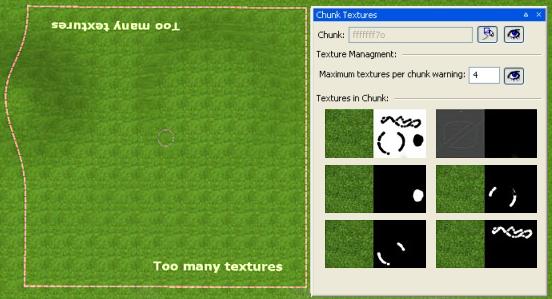 Too many textures
Too many textures
Chunk Textures
Chunk: fffffff7o
Texture Managment:
Maximum textures per chunk warning: 4
Textures in Chunk: